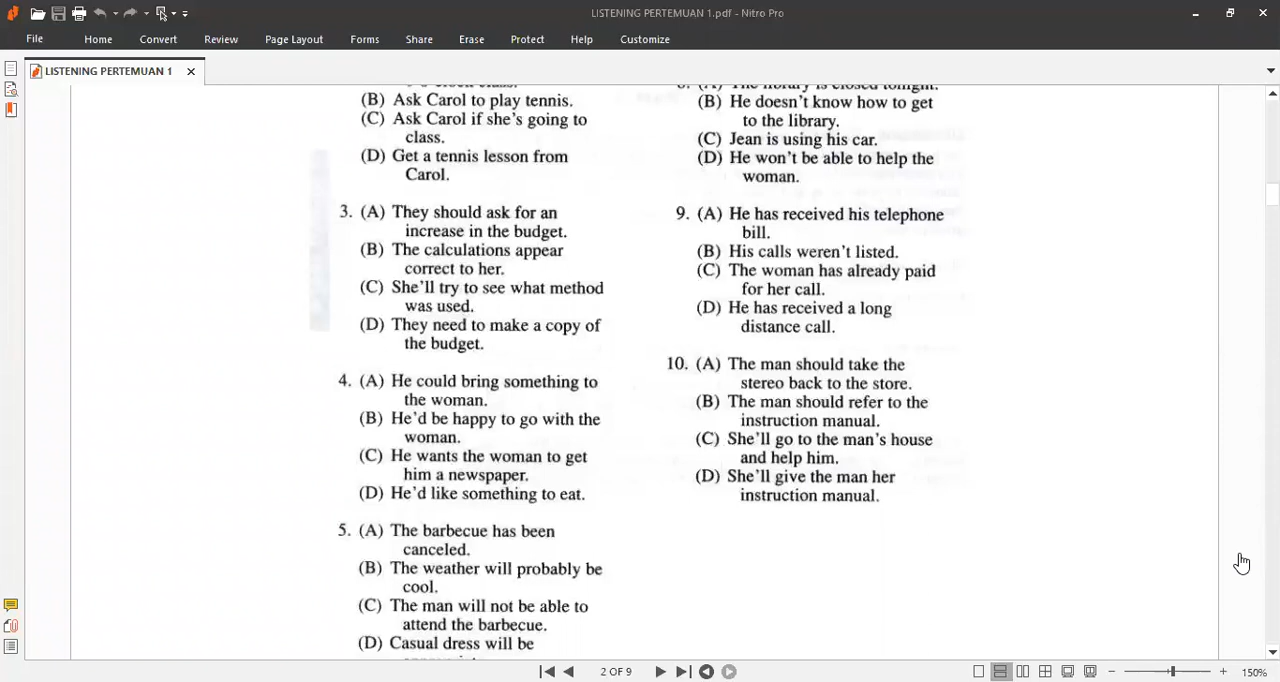 LISTENING PERTEMUAN 1.pdf - Nitro Pro
File Home Convert Review Page Layout Forms Share Erase Protect Help Customize
LISTENING PERTEMUAN 1
(B) Ask Carol to play tennis.
(C) Ask Carol if she's going to
class.
(D) Get a tennis lesson from
Carol.
3. (A) They should ask for an
increase in the budget.
(B) The calculations appear
correct to her.
(C) She'll try to see what method
was used.
(D) They need to make a copy of
the budget.
4. (A) He could bring something to
the woman.
(B) He'd be happy to go with the
woman.
(C) He wants the woman to get
him a newspaper.
(D) He'd like something to eat.
5. (A) The barbecue has been
canceled.
(B) The weather will probably be
cool.
(C) The man will not be able to
attend the barbecue.
(D) Casual dress will be
8. (A) The library is closed tonight.
(B) He doesn't know how to get
to the library.
(C) Jean is using his car.
(D) He won't be able to help the
woman.
9. (A) He has received his telephone
bill.
(B) His calls weren't listed.
(C) The woman has already paid
for her call.
(D) He has received a long
distance call.
10. (A) The man should take the
stereo back to the store.
(B) The man should refer to the
instruction manual.
(C) She'll go to the man's house
and help him.
(D) She'll give the man her
instruction manual.
2 OF 9
150%